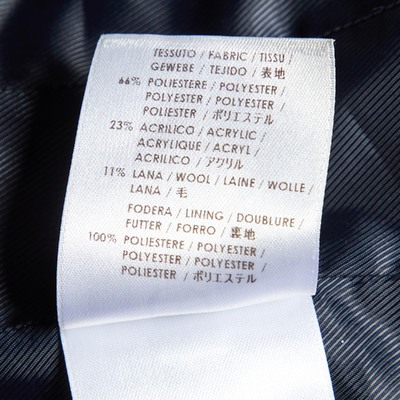 TESSUTO / FABRIC / TISSU /
GEWEBE / TEJIDO / 表地
66% POLIESTERE / POLYESTER /
POLYESTER / POLYESTER /
POLIESTER / ポリエステル
23% ACRILICO / ACRYLIC /
ACRYLIQUE / ACRYL /
ACRILICO / アクリル
11% LANA / WOOL / LAINE / WOLLE /
LANA / 毛
FODERA / LINING / DOUBLURE /
FUTTER / FORRO / 裏地
100% POLIESTERE / POLYESTER /
POLYESTER / POLYESTER /
POLIESTER / ポリエステル